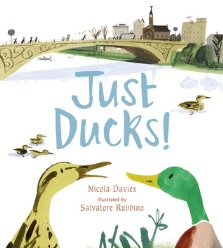 Just
Ducks!
Nicola Davies
illustrated by
Salvatore Rubbino